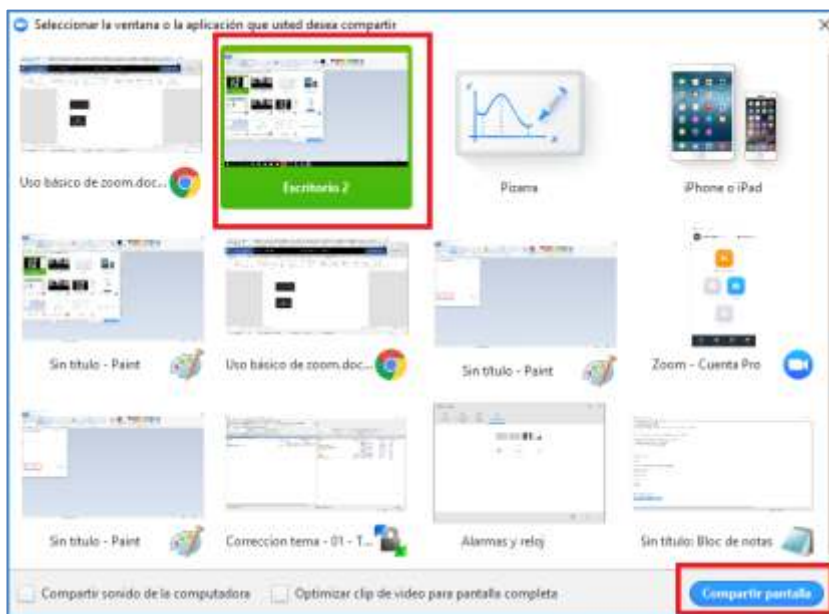 Seleccionar la ventana o la aplicación que usted desea compartir
Uso básico de zoom.doc...
Escritorio 2
Pizarra
iPhone o iPad
Sin título - Paint
Uso básico de zoom.doc...
Sin título - Paint
Zoom - Cuenta Pro
Sin título - Paint
Correccion tema - 01 - T...
Alarmas y reloj
Sin título: Bloc de notas
Compartir sonido de la computadora
Optimizar clip de video para pantalla completa
Compartir pantalla